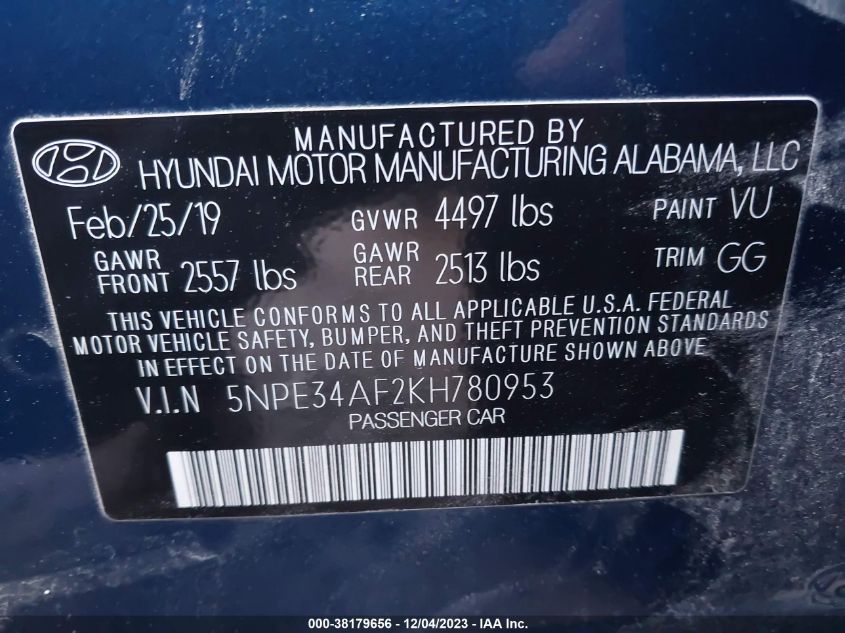 MANUFACTURED BY
HYUNDAI MOTOR MANUFACTURING ALABAMA, LLC
Feb/25/19 GVWR 4497 lbs PAINT VU
GAWR FRONT 2557 lbs GAWR REAR 2513 lbs TRIM GG
THIS VEHICLE CONFORMS TO ALL APPLICABLE U.S.A. FEDERAL
MOTOR VEHICLE SAFETY, BUMPER, AND THEFT PREVENTION STANDARDS
IN EFFECT ON THE DATE OF MANUFACTURE SHOWN ABOVE.
V.I.N 5NPE34AF2KH780953
PASSENGER CAR
000-38179656 - 12/04/2023 - IAA Inc.